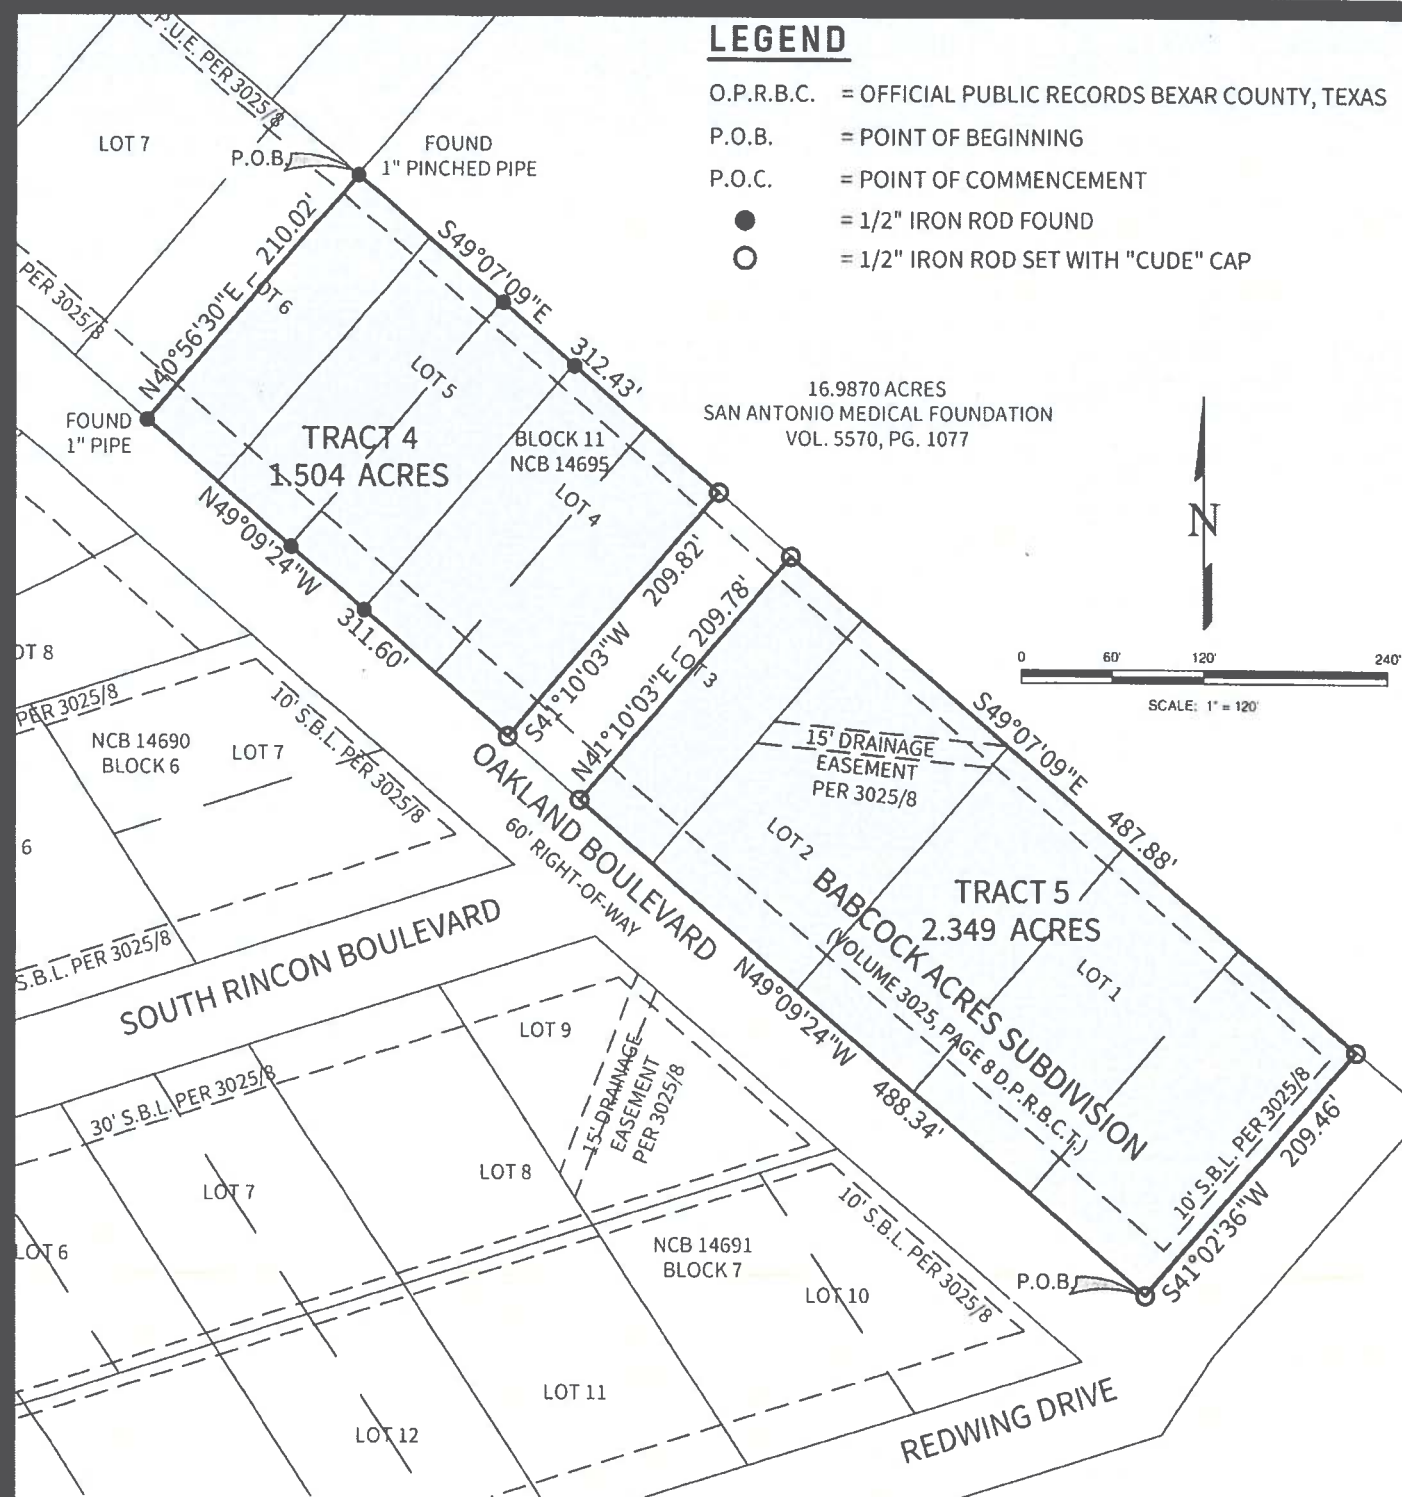 LEGEND
O.P.R.B.C. = OFFICIAL PUBLIC RECORDS BEXAR COUNTY, TEXAS
P.O.B. = POINT OF BEGINNING
P.O.C. = POINT OF COMMENCEMENT
= 1/2" IRON ROD FOUND
= 1/2" IRON ROD SET WITH "CUDE" CAP
P.U.E. PER 3025/8
LOT 7
P.O.B.
FOUND
1" PINCHED PIPE
PER 3025/8
N40°56'30"E 210.02'
LOT 6
S49°07'09"E
312.43'
LOT 5
FOUND
1" PIPE
TRACT 4
1.504 ACRES
BLOCK 11
NCB 14695
LOT 4
16.9870 ACRES
SAN ANTONIO MEDICAL FOUNDATION
VOL. 5570, PG. 1077
N
0 60' 120' 240'
SCALE: 1" = 120'
N49°09'24"W
311.60'
S41°10'03"W 209.82'
N41°10'03"E 209.78'
LOT 3
OT 8
PER 3025/8
10' S.B.L. PER 3025/8
NCB 14690
BLOCK 6
LOT 7
6
S.B.L. PER 3025/8
OAKLAND BOULEVARD
60' RIGHT-OF-WAY
SOUTH RINCON BOULEVARD
15' DRAINAGE
EASEMENT
PER 3025/8
S49°07'09"E
487.88'
LOT 2
TRACT 5
2.349 ACRES
BABCOCK ACRES SUBDIVISION
(VOLUME 3025, PAGE 8 D.P.R.B.C.T.)
LOT 1
N49°09'24"W
488.34'
10' S.B.L. PER 3025/8
S41°02'36"W 209.46'
P.O.B.
LOT 9
15' DRAINAGE
EASEMENT
PER 3025/8
30' S.B.L. PER 3025/8
LOT 8
LOT 7
LOT 6
NCB 14691
BLOCK 7
10' S.B.L. PER 3025/8
LOT 10
LOT 11
LOT 12
REDWING DRIVE